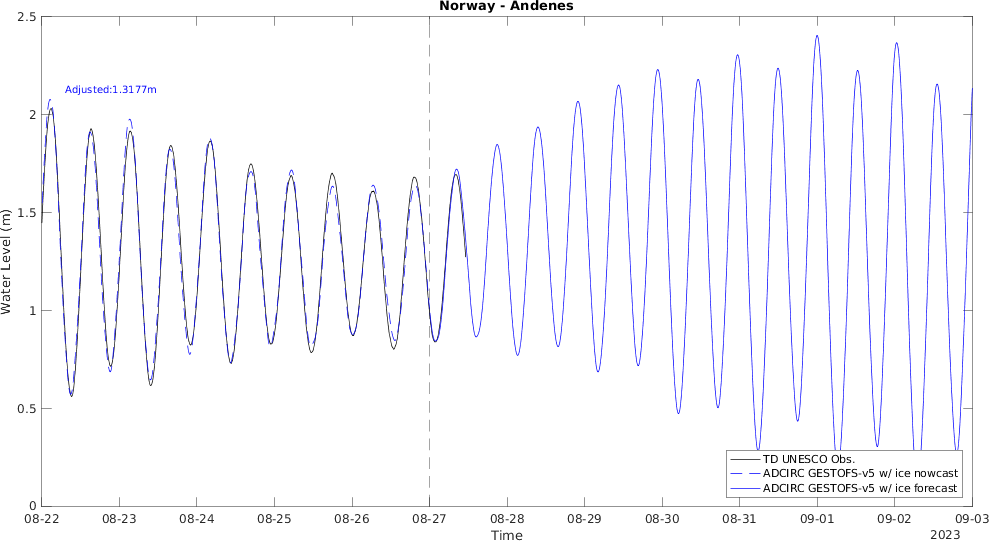 Norway - Andenes
2.5
Adjusted:1.3177m
2
1.5
Water Level (m)
1
0.5
TD UNESCO Obs.
ADCIRC GESTOFS-v5 w/ ice nowcast
ADCIRC GESTOFS-v5 w/ ice forecast
0
08-22 08-23 08-24 08-25 08-26 08-27 08-28 08-29 08-30 08-31 09-01 09-02 09-03
Time 2023